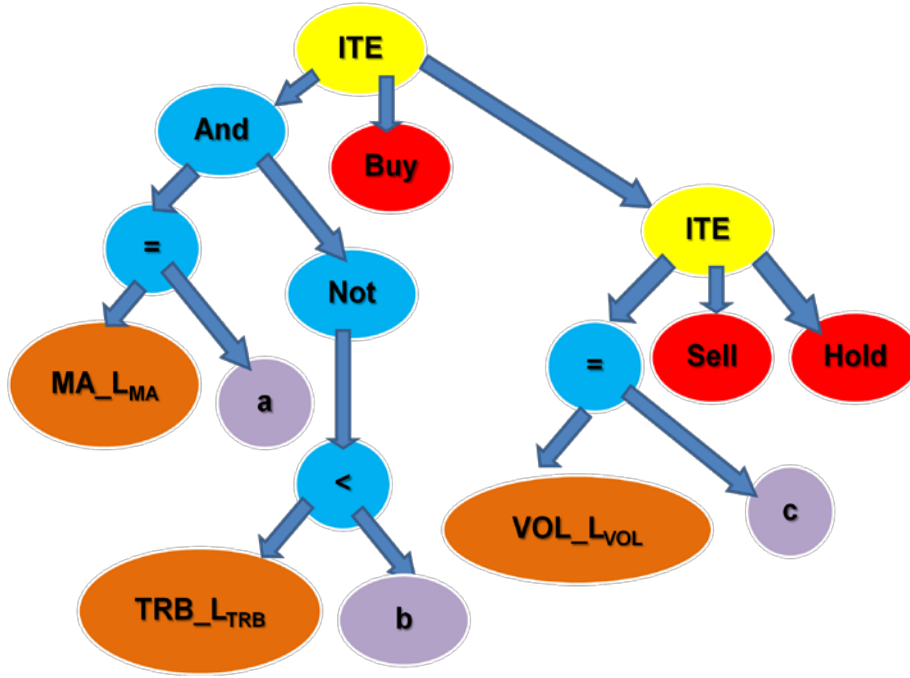 ITE
And
Buy
ITE
=
Not
MA_LMA
a
=
Sell
Hold
<
VOL_LVOL
c
TRB_LTRB
b